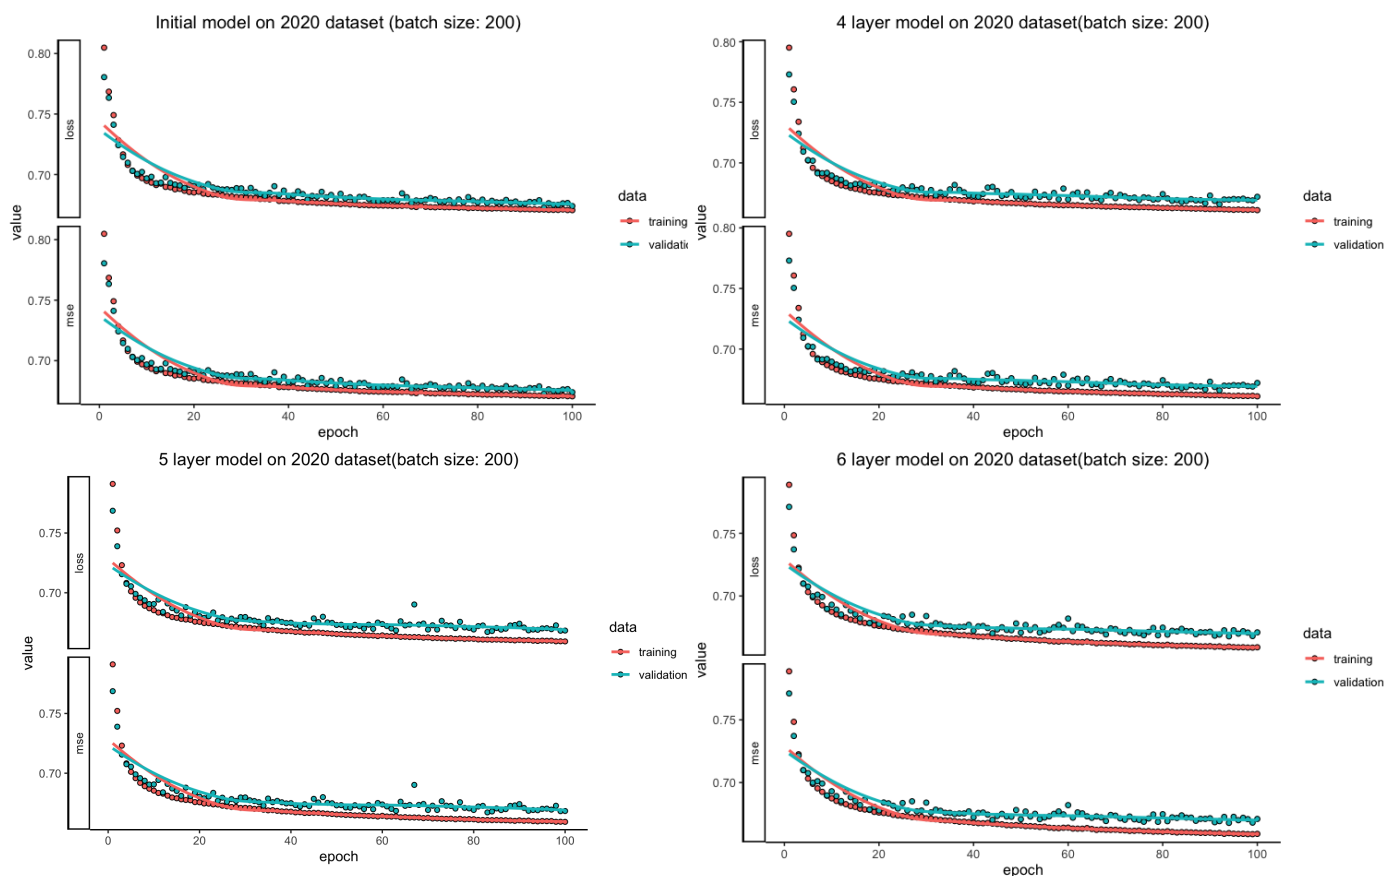 Initial model on 2020 dataset (batch size: 200)
value
loss
0.80
0.75
0.70
mse
0.80
0.75
0.70
0 20 40 60 80 100
epoch
data
training
validatic
4 layer model on 2020 dataset(batch size: 200)
value
loss
0.80
0.75
0.70
mse
0.80
0.75
0.70
0 20 40 60 80 100
epoch
data
training
validation
5 layer model on 2020 dataset(batch size: 200)
value
loss
0.75
0.70
mse
0.75
0.70
0 20 40 60 80 100
epoch
data
training
validation
6 layer model on 2020 dataset(batch size: 200)
value
loss
0.75
0.70
mse
0.75
0.70
0 20 40 60 80 100
epoch
data
training
validation